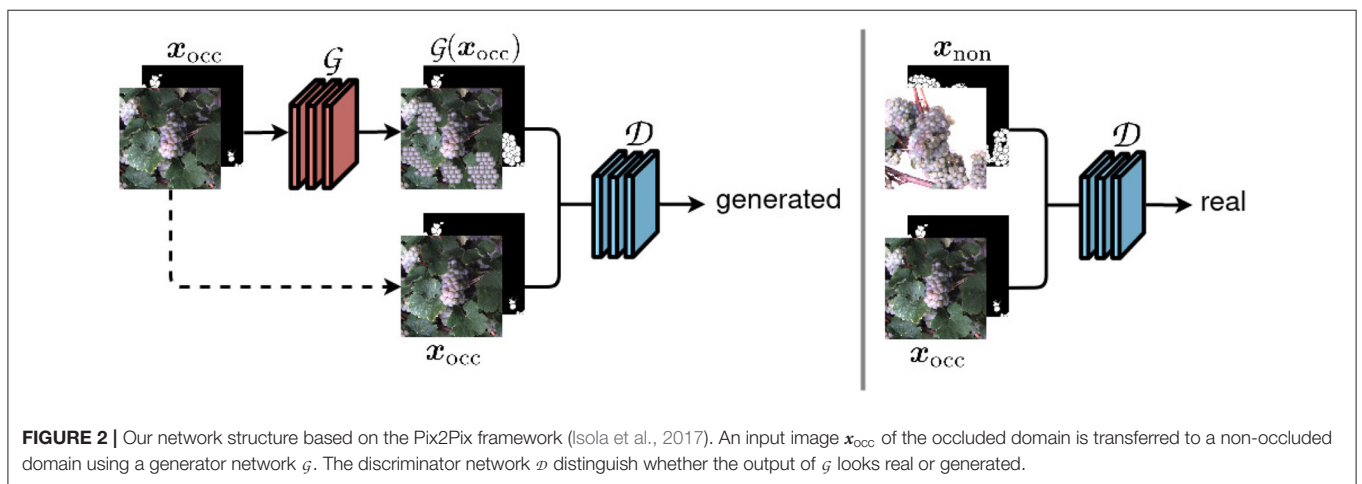 x_occ
G
G(x_occ)
D
generated
x_occ
x_non
D
real
x_occ
FIGURE 2 | Our network structure based on the Pix2Pix framework (Isola et al., 2017). An input image x_occ of the occluded domain is transferred to a non-occluded
domain using a generator network G. The discriminator network D distinguish whether the output of G looks real or generated.